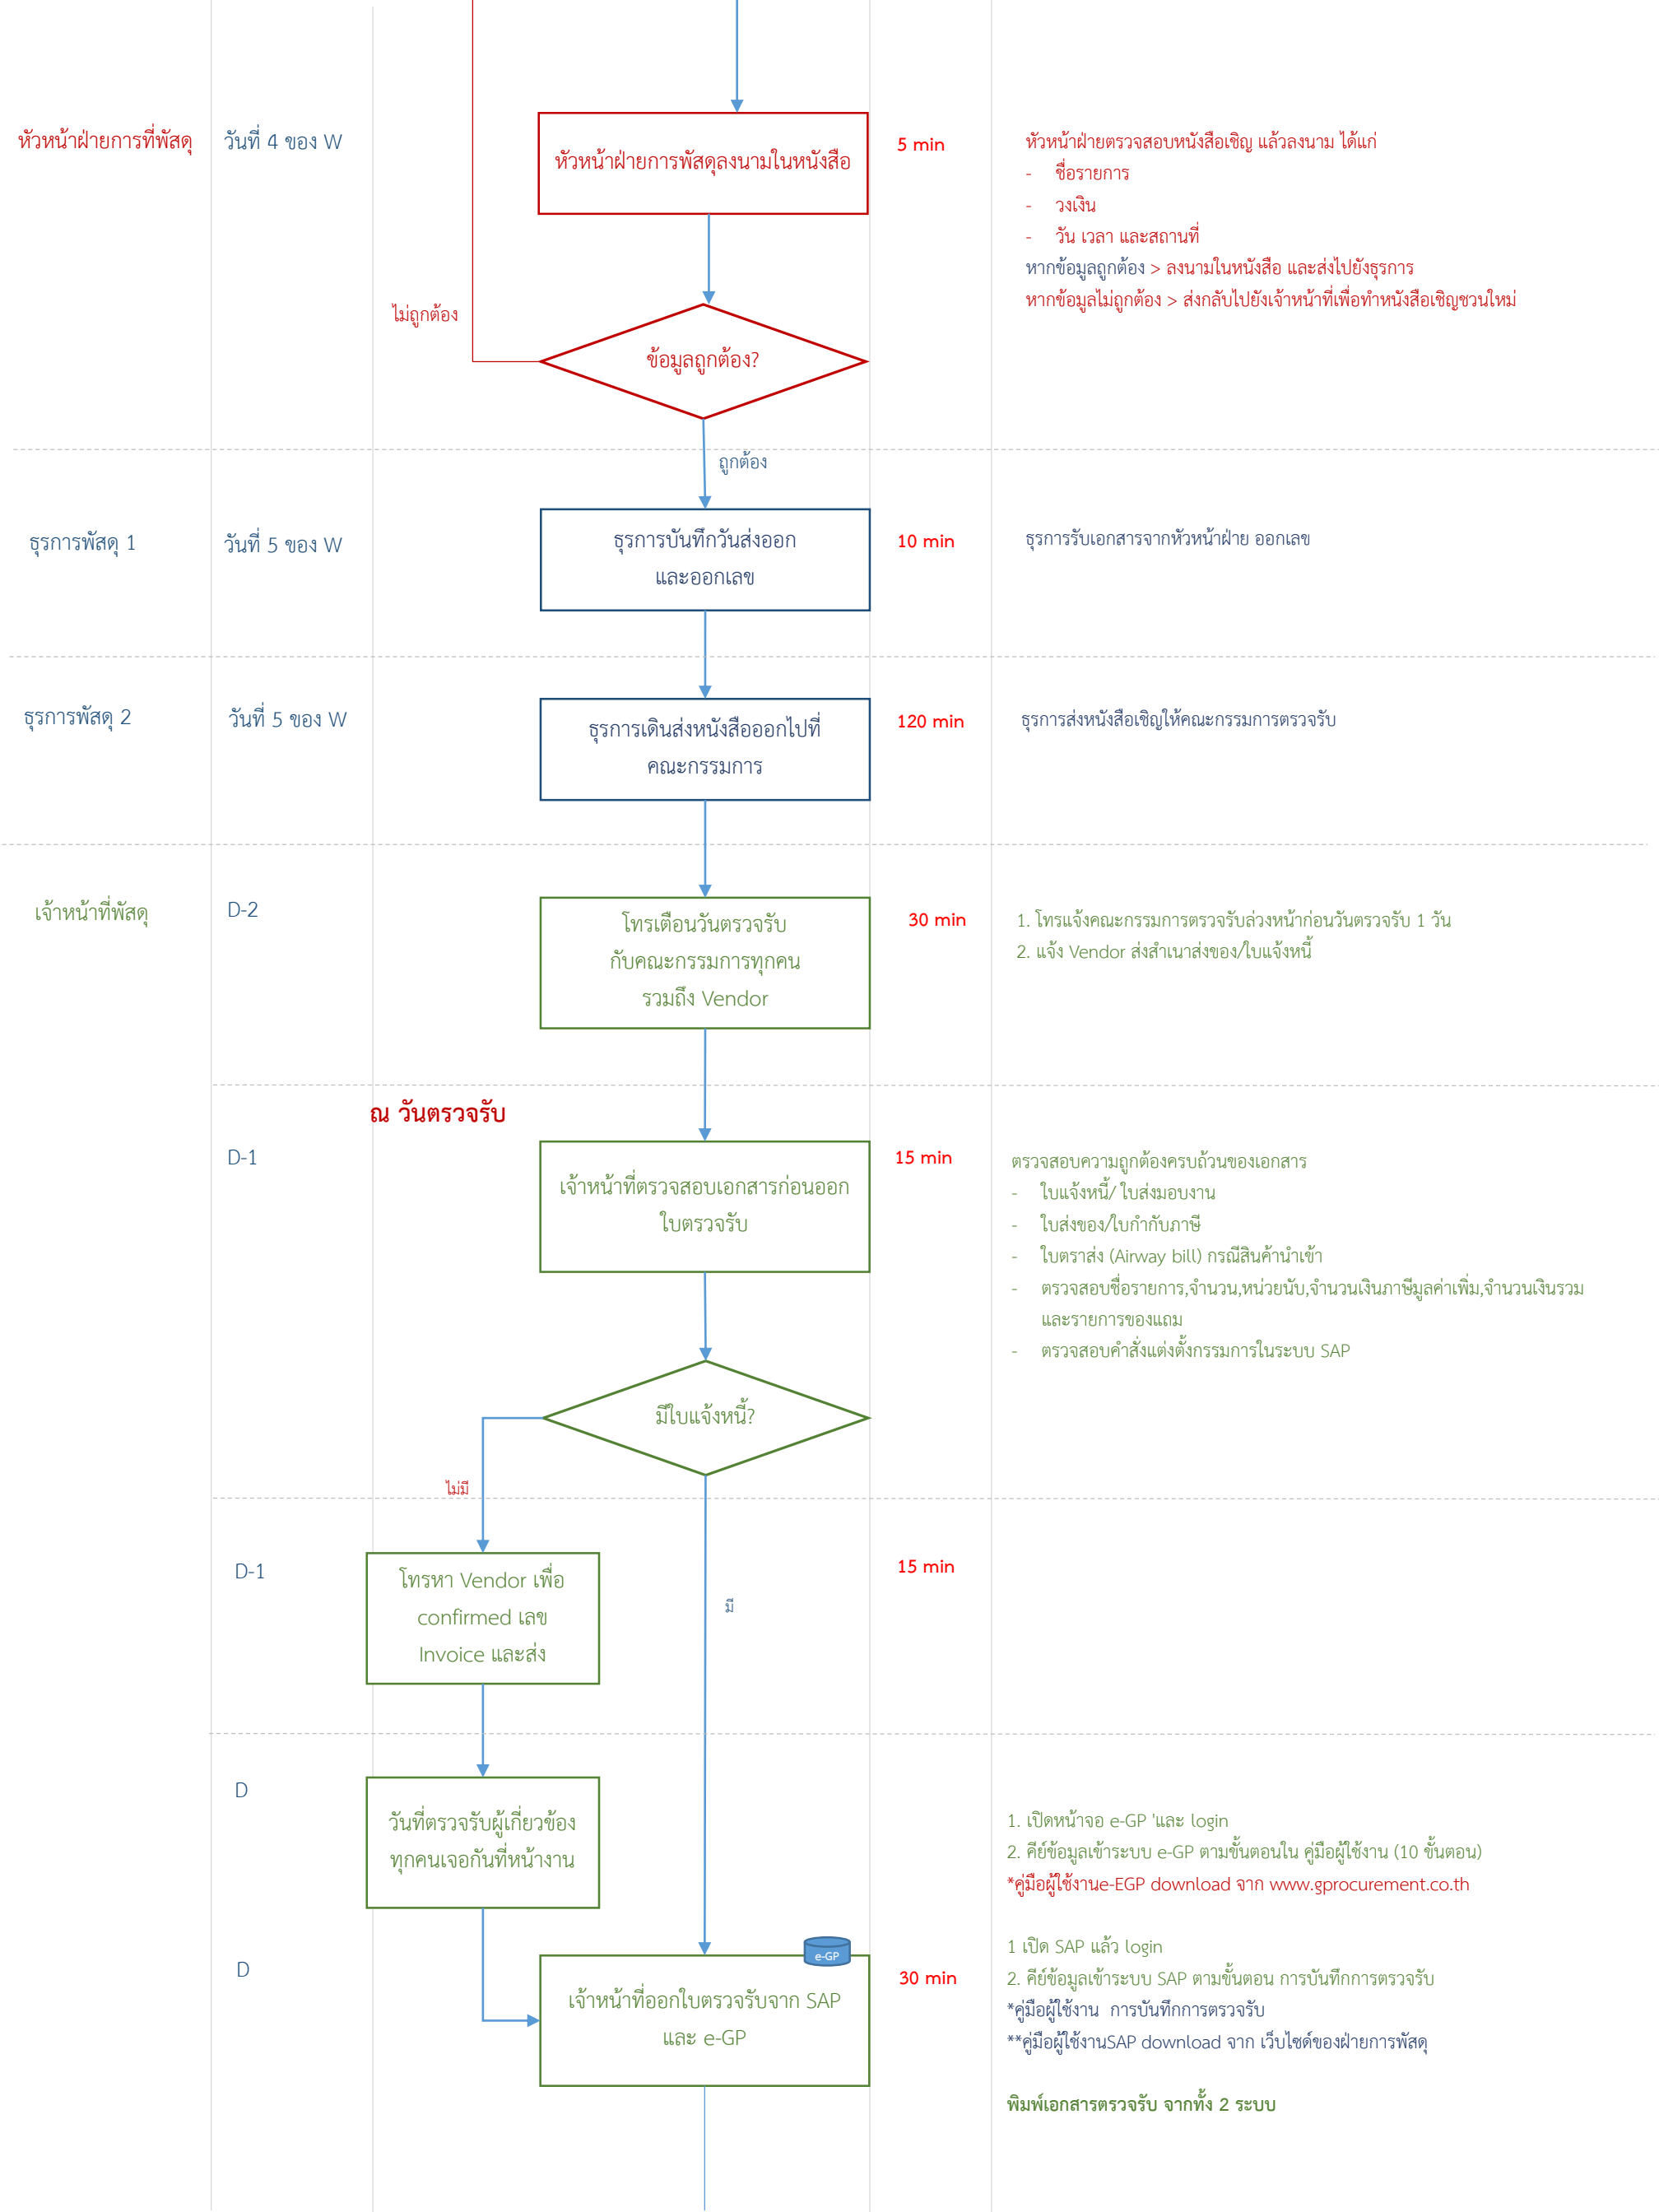 หัวหน้าฝ่ายการที่พัสดุ
วันที่ 4 ของ W
หัวหน้าฝ่ายการพัสดุลงนามในหนังสือ
5 min
หัวหน้าฝ่ายตรวจสอบหนังสือเชิญ แล้วลงนาม ได้แก่
- ชื่อรายการ
- วงเงิน
- วัน เวลา และสถานที่
หากข้อมูลถูกต้อง > ลงนามในหนังสือ และส่งไปยังธุรการ
หากข้อมูลไม่ถูกต้อง > ส่งกลับไปยังเจ้าหน้าที่เพื่อทำหนังสือเชิญชวนใหม่
ไม่ถูกต้อง
ข้อมูลถูกต้อง?
ถูกต้อง
ธุรการพัสดุ 1
วันที่ 5 ของ W
ธุรการบันทึกวันส่งออก
และออกเลข
10 min
ธุรการรับเอกสารจากหัวหน้าฝ่าย ออกเลข
ธุรการพัสดุ 2
วันที่ 5 ของ W
ธุรการเดินส่งหนังสือออกไปที่
คณะกรรมการ
120 min
ธุรการส่งหนังสือเชิญให้คณะกรรมการตรวจรับ
เจ้าหน้าที่พัสดุ
D-2
โทรเตือนวันตรวจรับ
กับคณะกรรมการทุกคน
รวมถึง Vendor
30 min
1. โทรแจ้งคณะกรรมการตรวจรับล่วงหน้าก่อนวันตรวจรับ 1 วัน
2. แจ้ง Vendor ส่งสำเนาส่งของ/ใบแจ้งหนี้
ณ วันตรวจรับ
D-1
เจ้าหน้าที่ตรวจสอบเอกสารก่อนออก
ใบตรวจรับ
15 min
ตรวจสอบความถูกต้องครบถ้วนของเอกสาร
- ใบแจ้งหนี้/ ใบส่งมอบงาน
- ใบส่งของ/ใบกำกับภาษี
- ใบตราส่ง (Airway bill) กรณีสินค้านำเข้า
- ตรวจสอบชื่อรายการ,จำนวน,หน่วยนับ,จำนวนเงินภาษีมูลค่าเพิ่ม,จำนวนเงินรวม
และรายการของแถม
- ตรวจสอบคำสั่งแต่งตั้งกรรมการในระบบ SAP
มีใบแจ้งหนี้?
ไม่มี
D-1
โทรหา Vendor เพื่อ
confirmed เลข
Invoice และส่ง
มี
15 min
D
วันที่ตรวจรับผู้เกี่ยวข้อง
ทุกคนเจอกันที่หน้างาน
1. เปิดหน้าจอ e-GP 'และ login
2. คีย์ข้อมูลเข้าระบบ e-GP ตามขั้นตอนใน คู่มือผู้ใช้งาน (10 ขั้นตอน)
*คู่มือผู้ใช้งานe-EGP download จาก www.gprocurement.co.th
D
e-GP
เจ้าหน้าที่ออกใบตรวจรับจาก SAP
และ e-GP
30 min
1 เปิด SAP แล้ว login
2. คีย์ข้อมูลเข้าระบบ SAP ตามขั้นตอน การบันทึกการตรวจรับ
*คู่มือผู้ใช้งาน การบันทึกการตรวจรับ
**คู่มือผู้ใช้งานSAP download จาก เว็บไซด์ของฝ่ายการพัสดุ
พิมพ์เอกสารตรวจรับ จากทั้ง 2 ระบบ